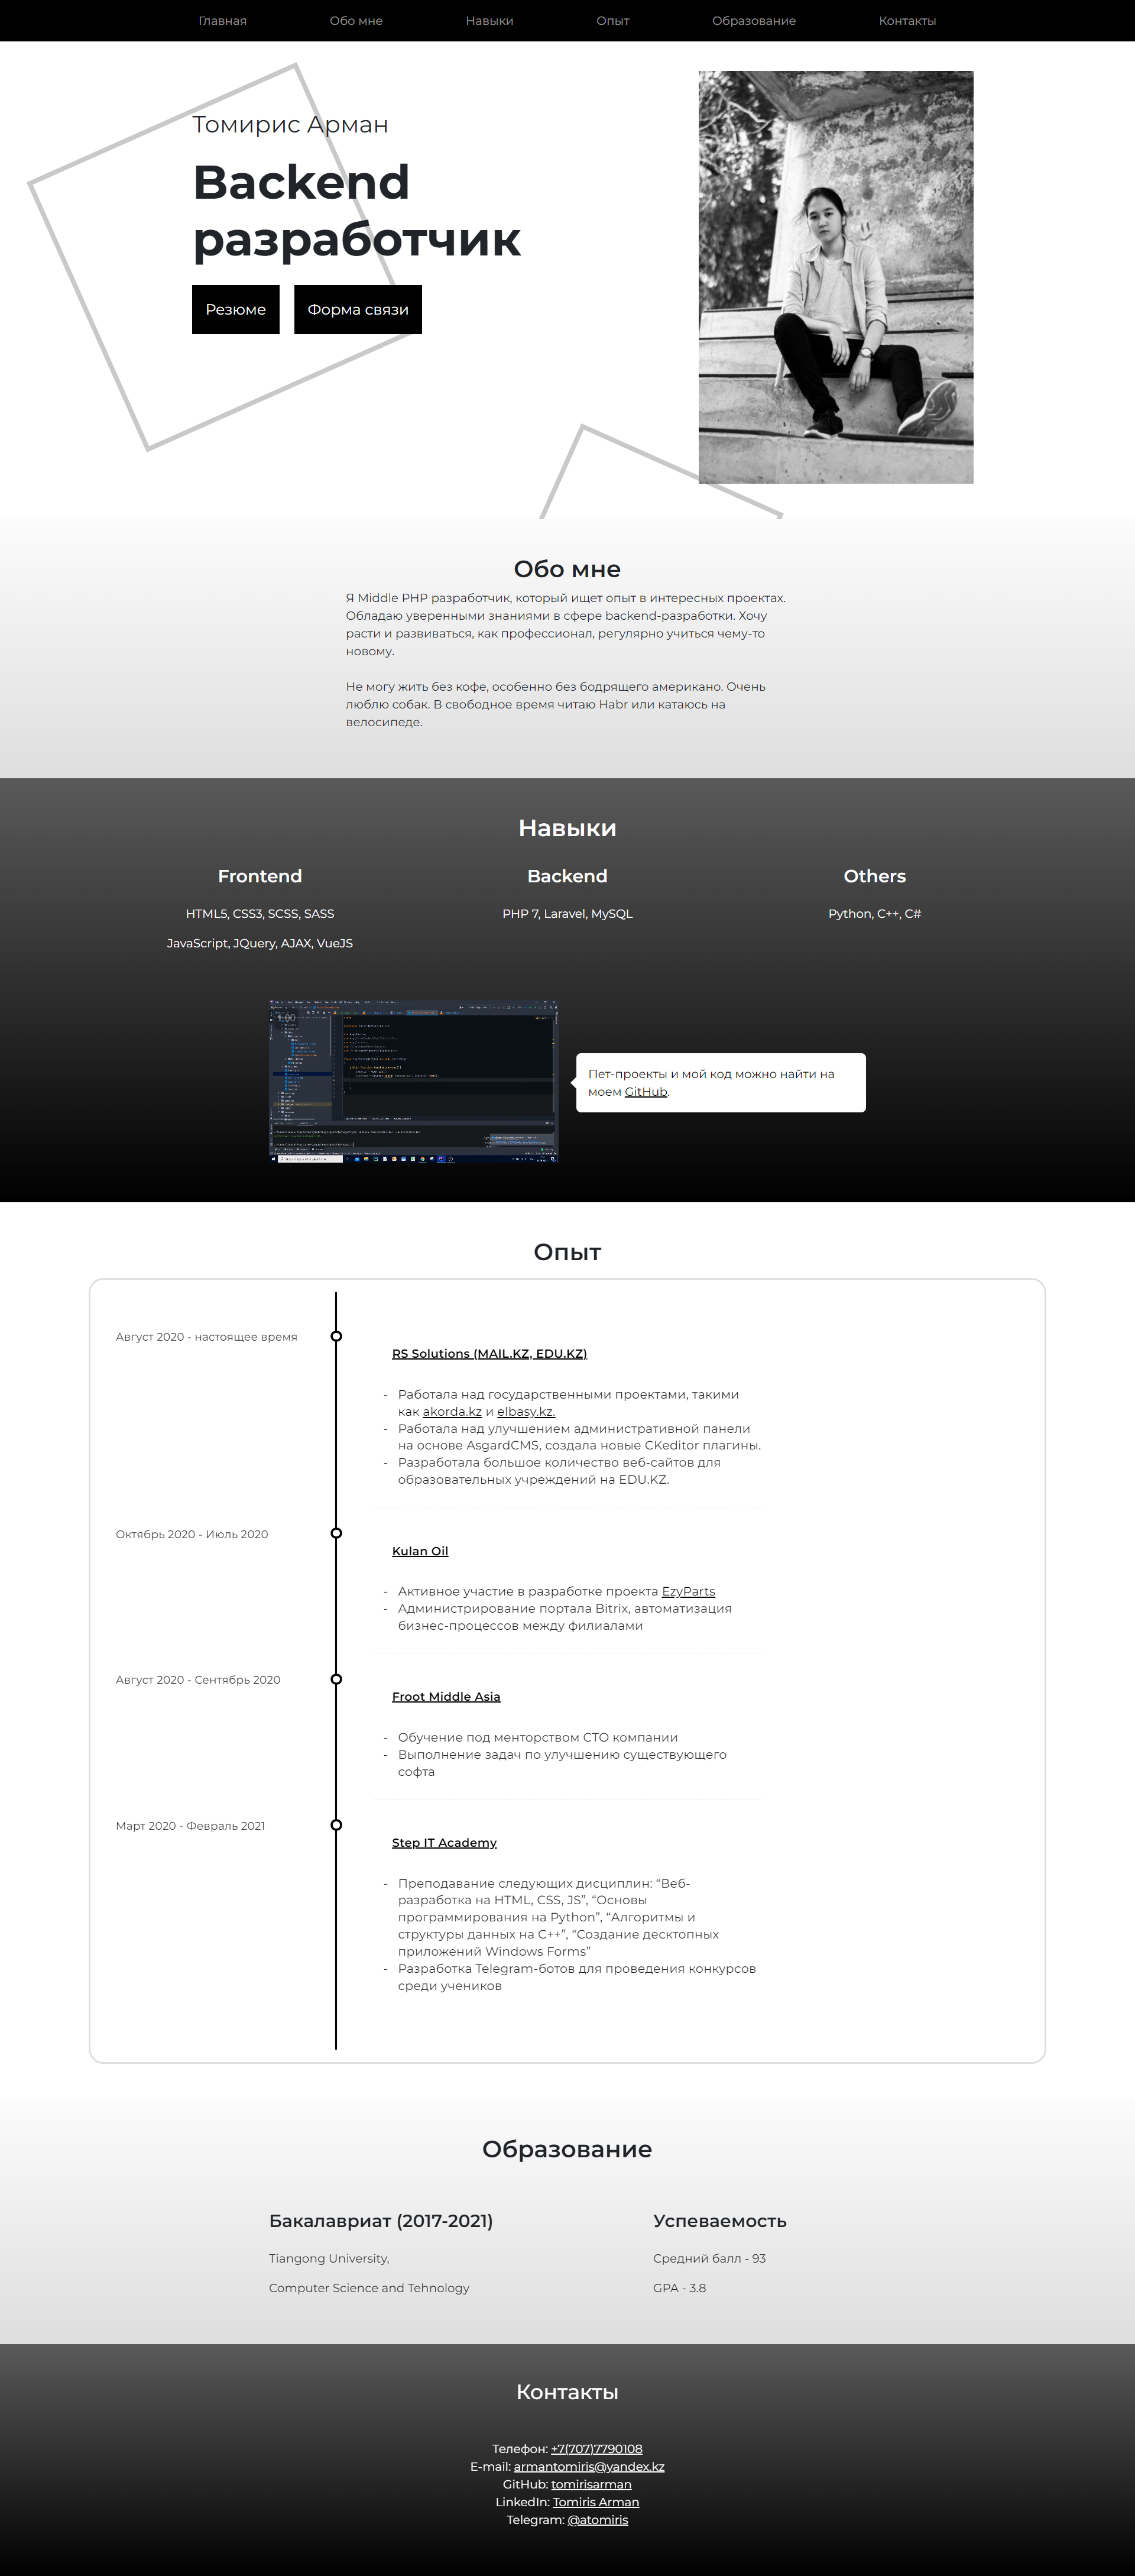 Главная Обо мне Навыки Опыт Образование Контакты
Томирис Арман
Backend
разработчик
Резюме Форма связи
Обо мне
Я Middle PHP разработчик, который ищет опыт в интересных проектах.
Обладаю уверенными знаниями в сфере backend-разработки. Хочу
расти и развиваться, как профессионал, регулярно учиться чему-то
новому.
Не могу жить без кофе, особенно без бодрящего американо. Очень
люблю собак. В свободное время читаю Habr или катаюсь на
велосипеде.
Навыки
Frontend
HTML5, CSS3, SCSS, SASS
JavaScript, JQuery, AJAX, VueJS
Backend
PHP 7, Laravel, MySQL
Others
Python, C++, C#
Пет-проекты и мой код можно найти на
моем GitHub.
Опыт
Август 2020 - настоящее время
RS Solutions (MAIL.KZ, EDU.KZ)
- Работала над государственными проектами, такими
как akorda.kz и elbasy.kz.
- Работала над улучшением административной панели
на основе AsgardCMS, создала новые CKeditor плагины.
- Разработала большое количество веб-сайтов для
образовательных учреждений на EDU.KZ.
Октябрь 2020 - Июль 2020
Kulan Oil
- Активное участие в разработке проекта EzyParts
- Администрирование портала Bitrix, автоматизация
бизнес-процессов между филиалами
Август 2020 - Сентябрь 2020
Froot Middle Asia
- Обучение под менторством СТО компании
- Выполнение задач по улучшению существующего
софта
Март 2020 - Февраль 2021
Step IT Academy
- Преподавание следующих дисциплин: “Веб-
разработка на HTML, CSS, JS”, “Основы
программирования на Python”, “Алгоритмы и
структуры данных на C++”, “Создание десктопных
приложений Windows Forms”
- Разработка Telegram-ботов для проведения конкурсов
среди учеников
Образование
Бакалавриат (2017-2021)
Tiangong University,
Computer Science and Tehnology
Успеваемость
Средний балл - 93
GPA - 3.8
Контакты
Телефон: +7(707)7790108
E-mail: armantomiris@yandex.kz
GitHub: tomirisarman
LinkedIn: Tomiris Arman
Telegram: @atomiris